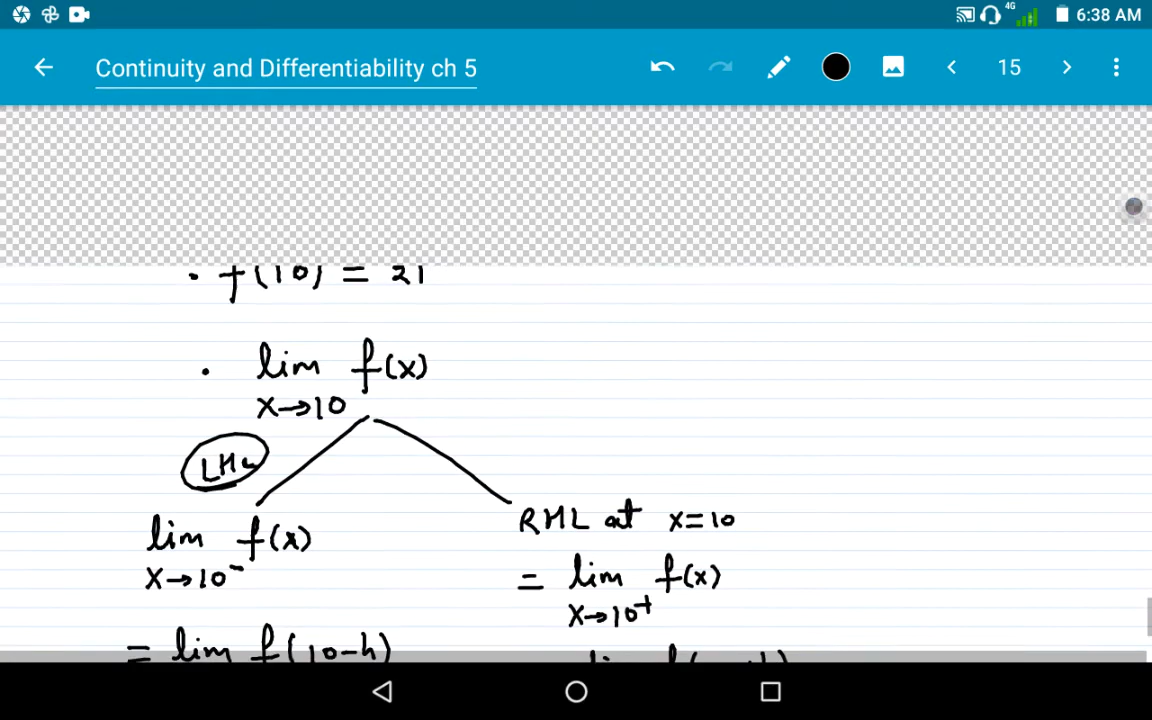 4G 6:38 AM
Continuity and Differentiability ch 5 15
. f(10) = 21
. lim f(x)
x→10
LHL
lim f(x)
x→10⁻
= lim f(10-h)
RHL at x=10
= lim f(x)
x→10⁺